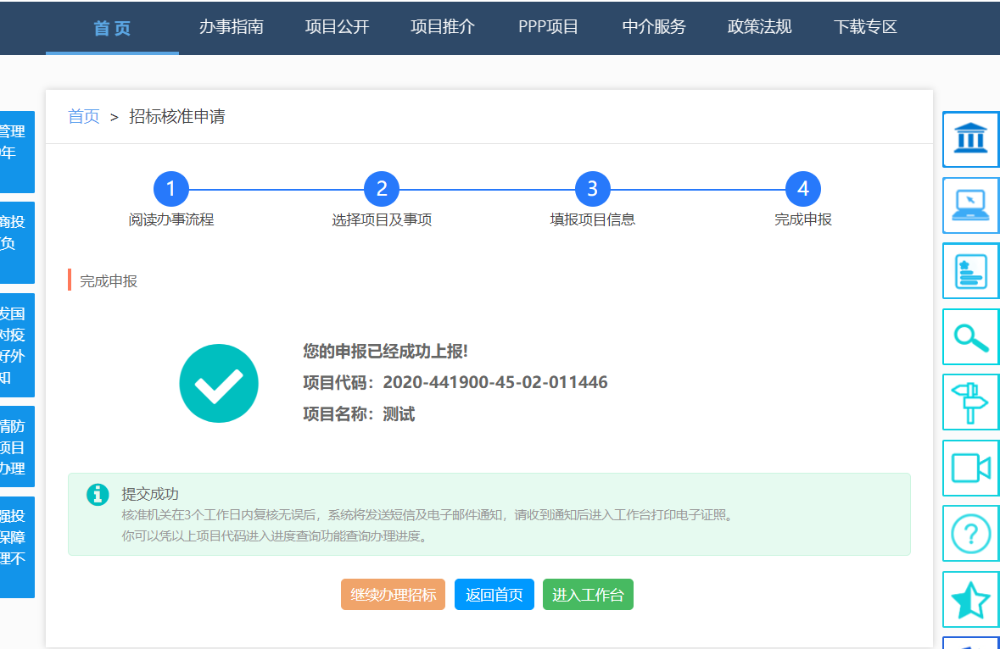 首 页
办事指南
项目公开
项目推介
PPP项目
中介服务
政策法规
下载专区
首页 > 招标核准申请
1
2
3
4
阅读办事流程
选择项目及事项
填报项目信息
完成申报
完成申报
您的申报已经成功上报!
项目代码：2020-441900-45-02-011446
项目名称：测试
提交成功
核准机关在3个工作日内复核无误后，系统将发送短信及电子邮件通知，请收到通知后进入工作台打印电子证照。
你可以凭以上项目代码进入进度查询功能查询办理进度。
继续办理招标
返回首页
进入工作台
管理
年
商投
负
发国
对疫
好外
知
情防
项目
办理
强投
保障
理不
?